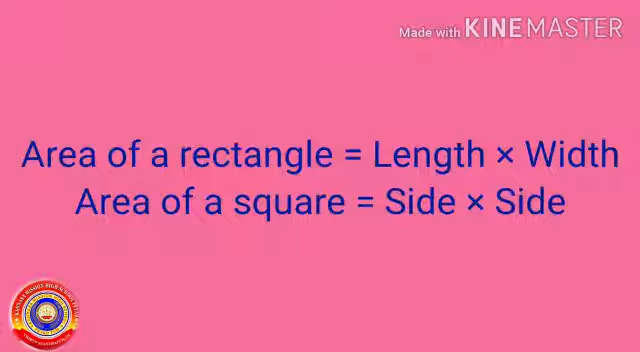 Made with KINEMASTER
Area of a rectangle = Length × Width
Area of a square = Side × Side